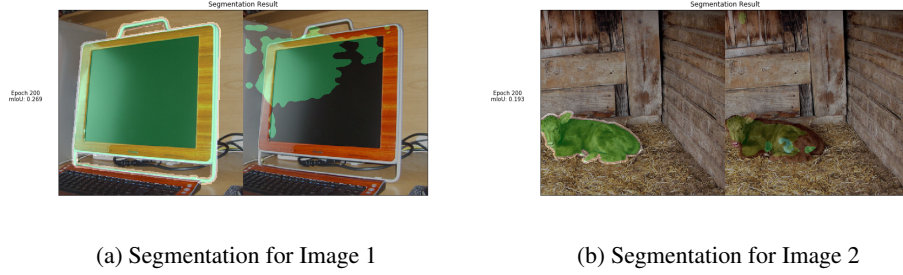 Segmentation Result
Epoch 200
mIoU: 0.269
(a) Segmentation for Image 1
Segmentation Result
Epoch 200
mIoU: 0.193
(b) Segmentation for Image 2